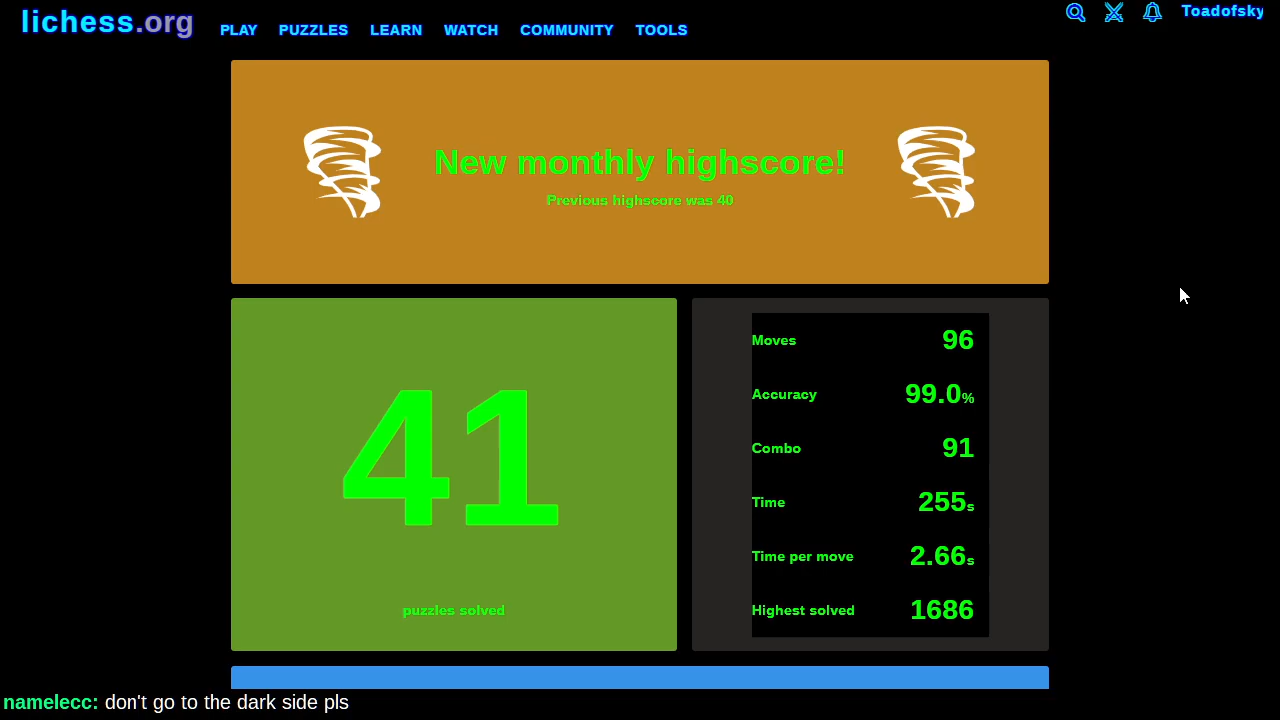 lichess.org PLAY PUZZLES LEARN WATCH COMMUNITY TOOLS Toadofsky
New monthly highscore!
Previous highscore was 40
41
puzzles solved
Moves 96
Accuracy 99.0%
Combo 91
Time 255s
Time per move 2.66s
Highest solved 1686
namelecc: don't go to the dark side pls